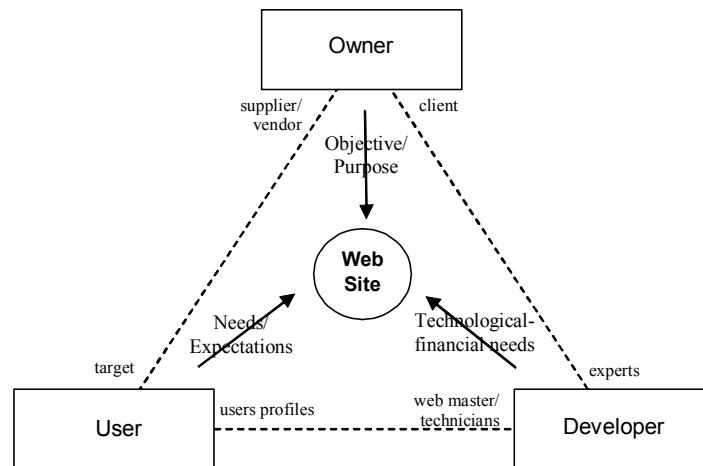 Owner
supplier/
vendor
client
Objective/
Purpose
Web
Site
Needs/
Expectations
Technological-
financial needs
target
experts
User
users profiles
web master/
technicians
Developer